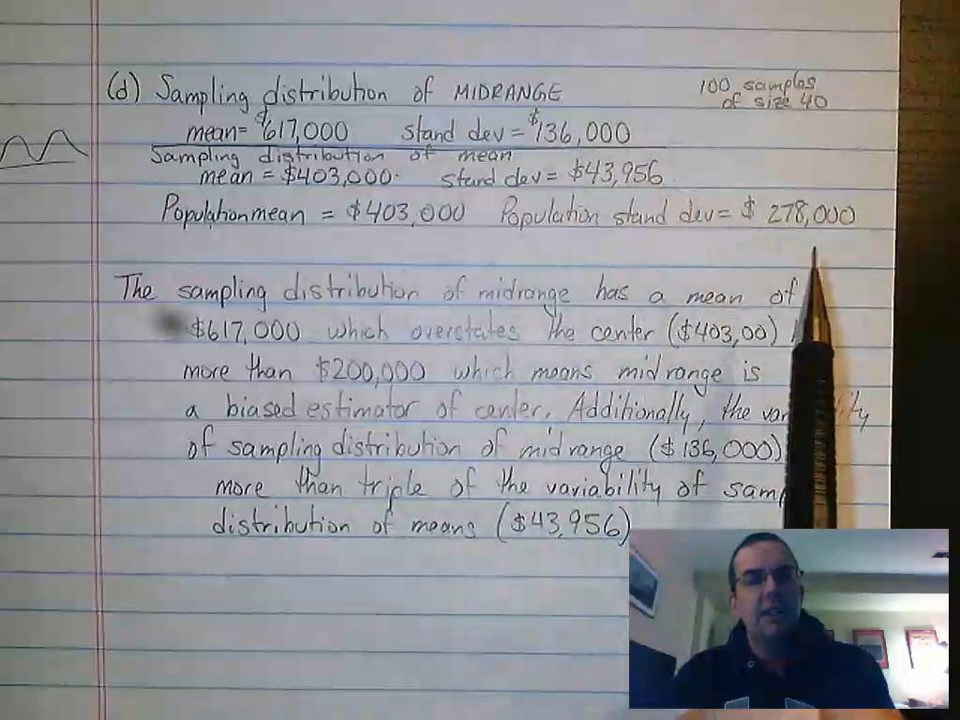 (d) Sampling distribution of MIDRANGE
100 samples
of size 40
mean= $617,000 stand dev = $136,000
Sampling distribution of mean
mean = $403,000. stand dev = $43,956
Population mean = $403,000 Population stand dev = $278,000
The sampling distribution of midrange has a mean of
$617,000 which overstates the center ($403,00)
more than $200,000 which means midrange is
a biased estimator of center. Additionally, the
of sampling distribution of midrange ($136,000)
more than triple of the variability of
distribution of means ($43,956)